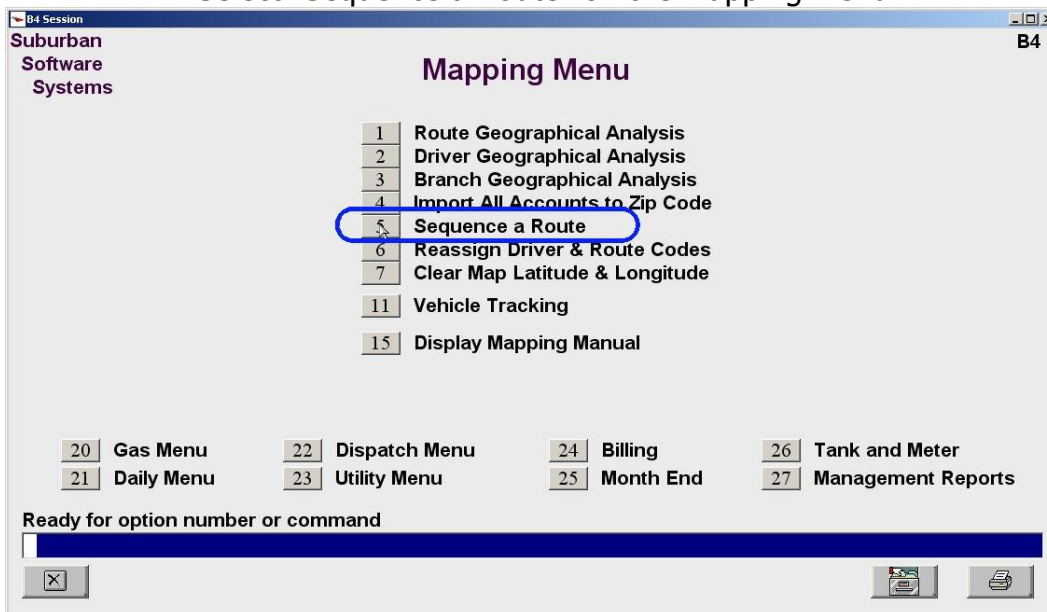 B4 Session
Suburban
Software
Systems
B4
Mapping Menu
1 Route Geographical Analysis
2 Driver Geographical Analysis
3 Branch Geographical Analysis
4 Import All Accounts to Zip Code
5 Sequence a Route
6 Reassign Driver & Route Codes
7 Clear Map Latitude & Longitude
11 Vehicle Tracking
15 Display Mapping Manual
20 Gas Menu 22 Dispatch Menu 24 Billing 26 Tank and Meter
21 Daily Menu 23 Utility Menu 25 Month End 27 Management Reports
Ready for option number or command